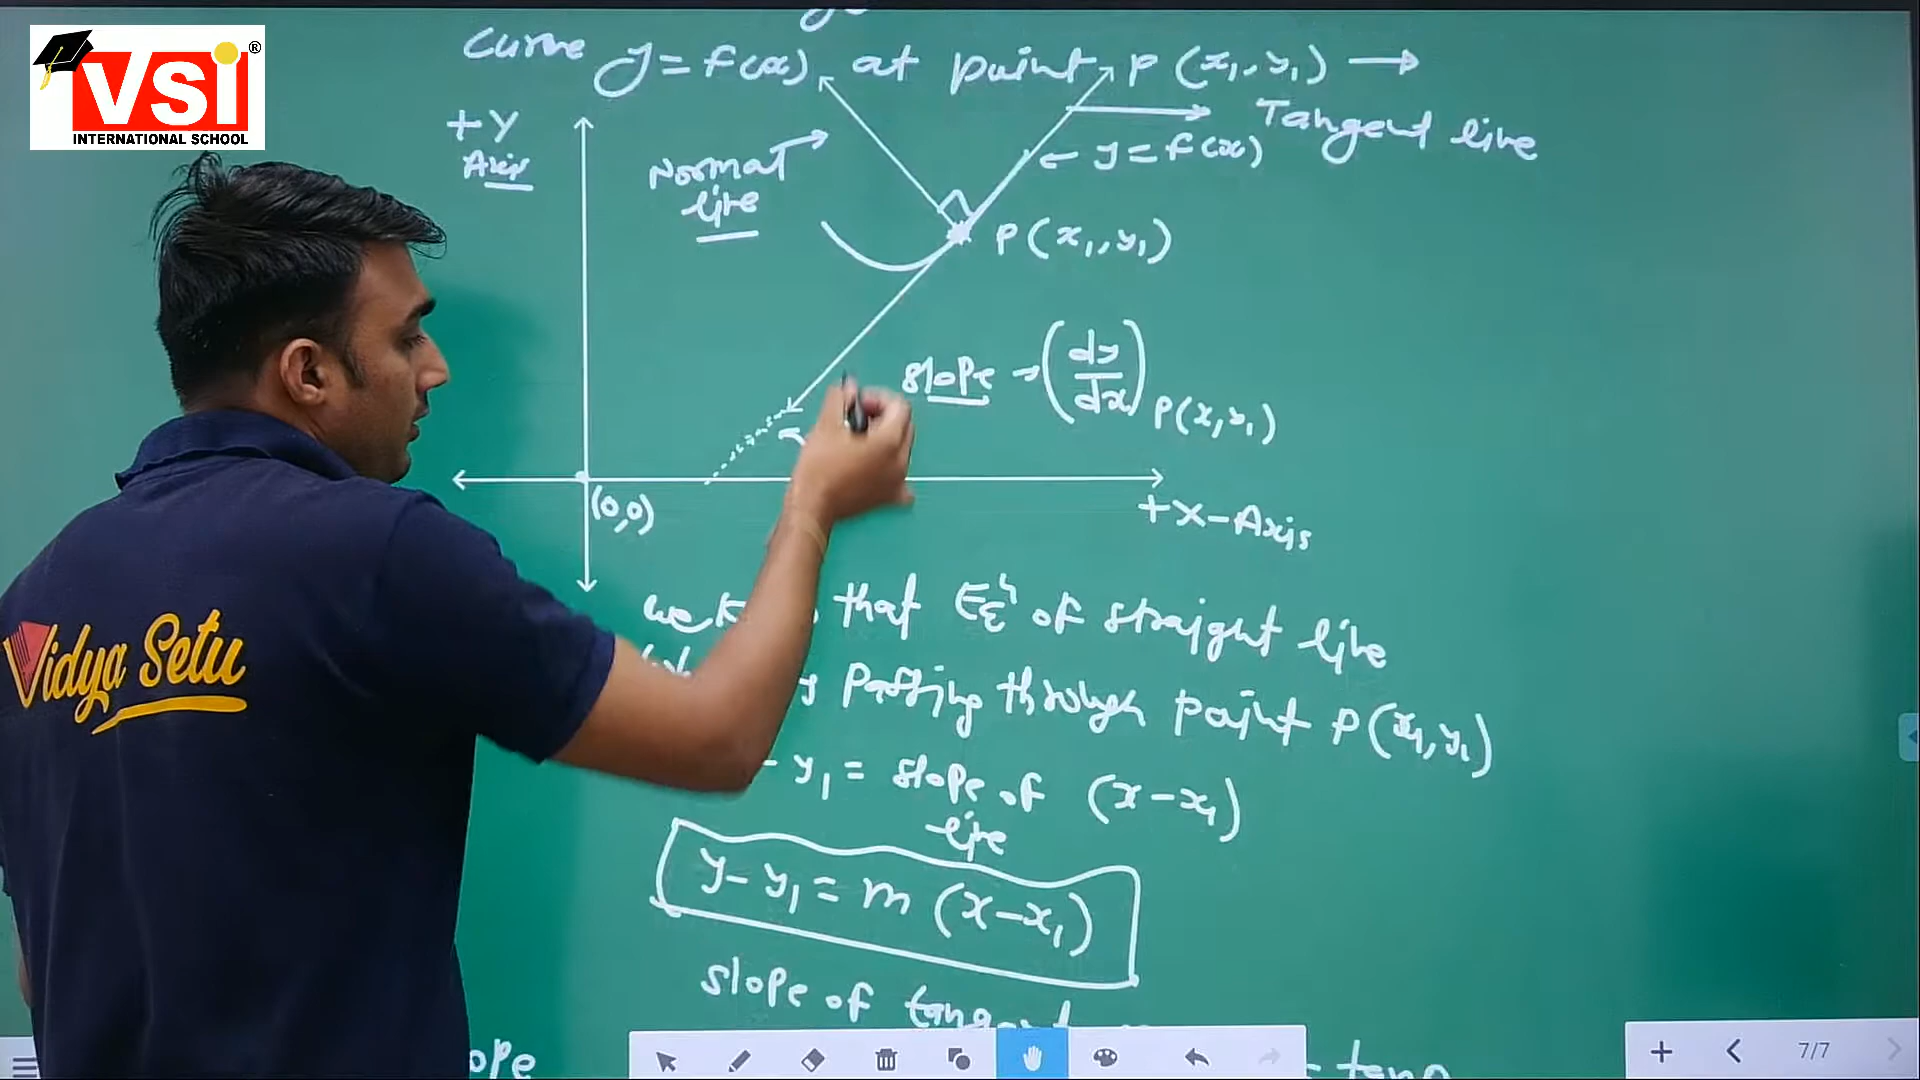 VSI®
INTERNATIONAL SCHOOL
curve y = f(x) at point P (x₁, y₁) →
+Y
Axis
Normal
line
Tangent line
← y = f(x)
P (x₁, y₁)
slope → (dy/dx) P(x₁, y₁)
(0,0)
+X-Axis
we that Eqⁿ of straight line
passing through point P(x₁, y₁)
- y₁ = slope of (x - x₁)
line
y - y₁ = m (x - x₁)
slope of
Vidya Setu
7/7